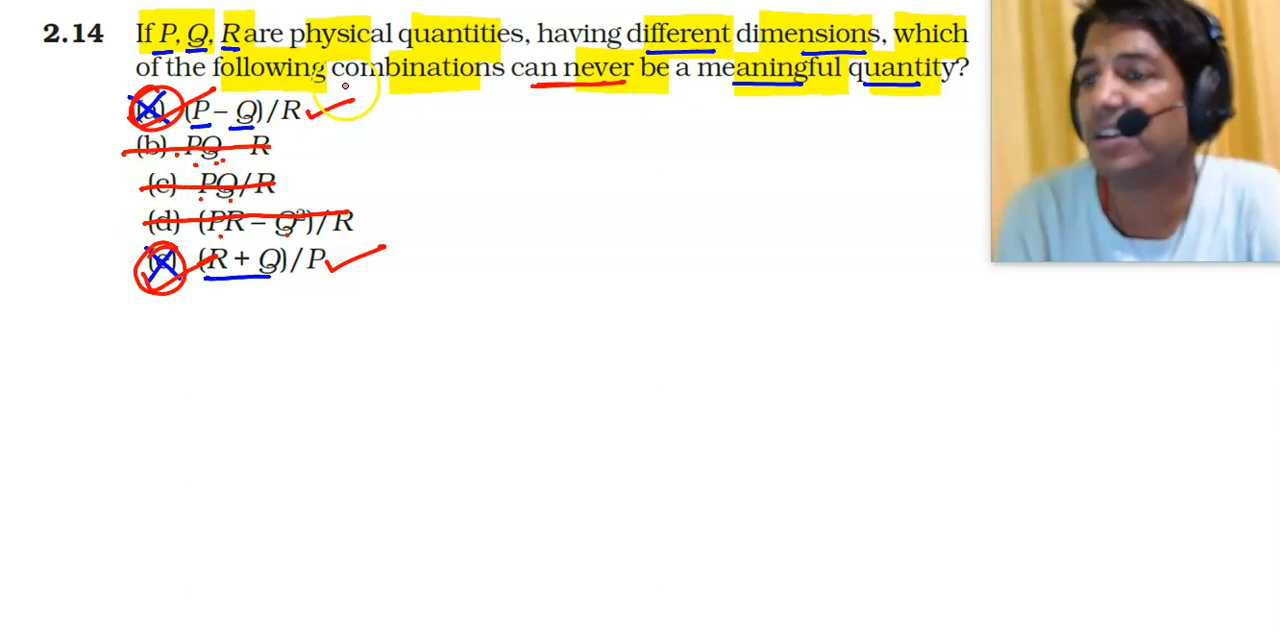 2.14 If P, Q, R are physical quantities, having different dimensions, which
of the following combinations can never be a meaningful quantity?
(a) (P – Q)/R
(b) PQ – R
(c) PQ/R
(d) (PR – Q²)/R
(e) (R + Q)/P